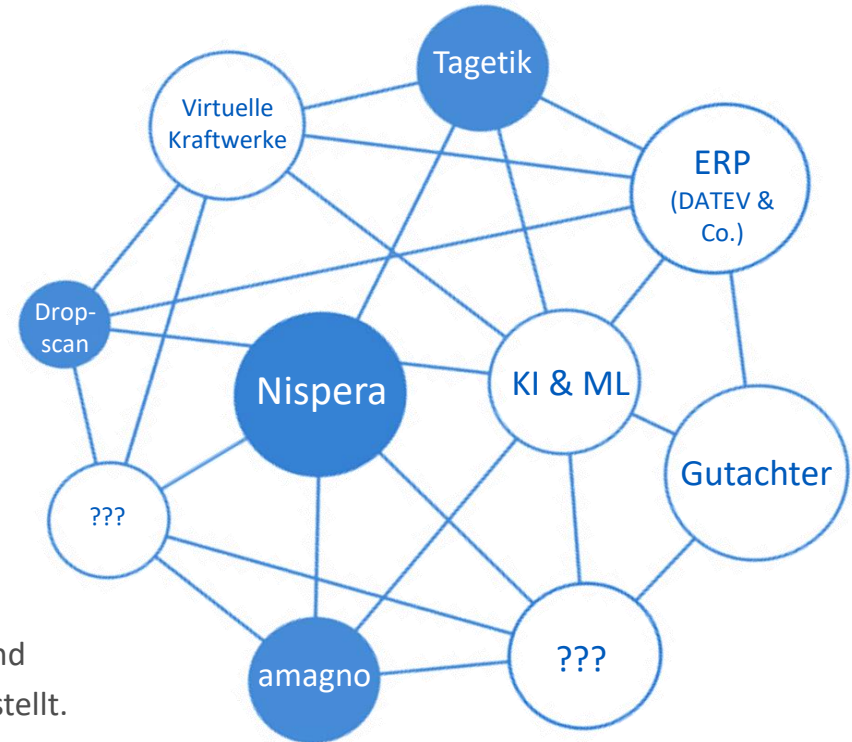 Tagetik
Virtuelle
Kraftwerke
ERP
(DATEV &
Co.)
Drop-
scan
Nispera
KI & ML
Gutachter
???
???
amagno
nd
stellt.